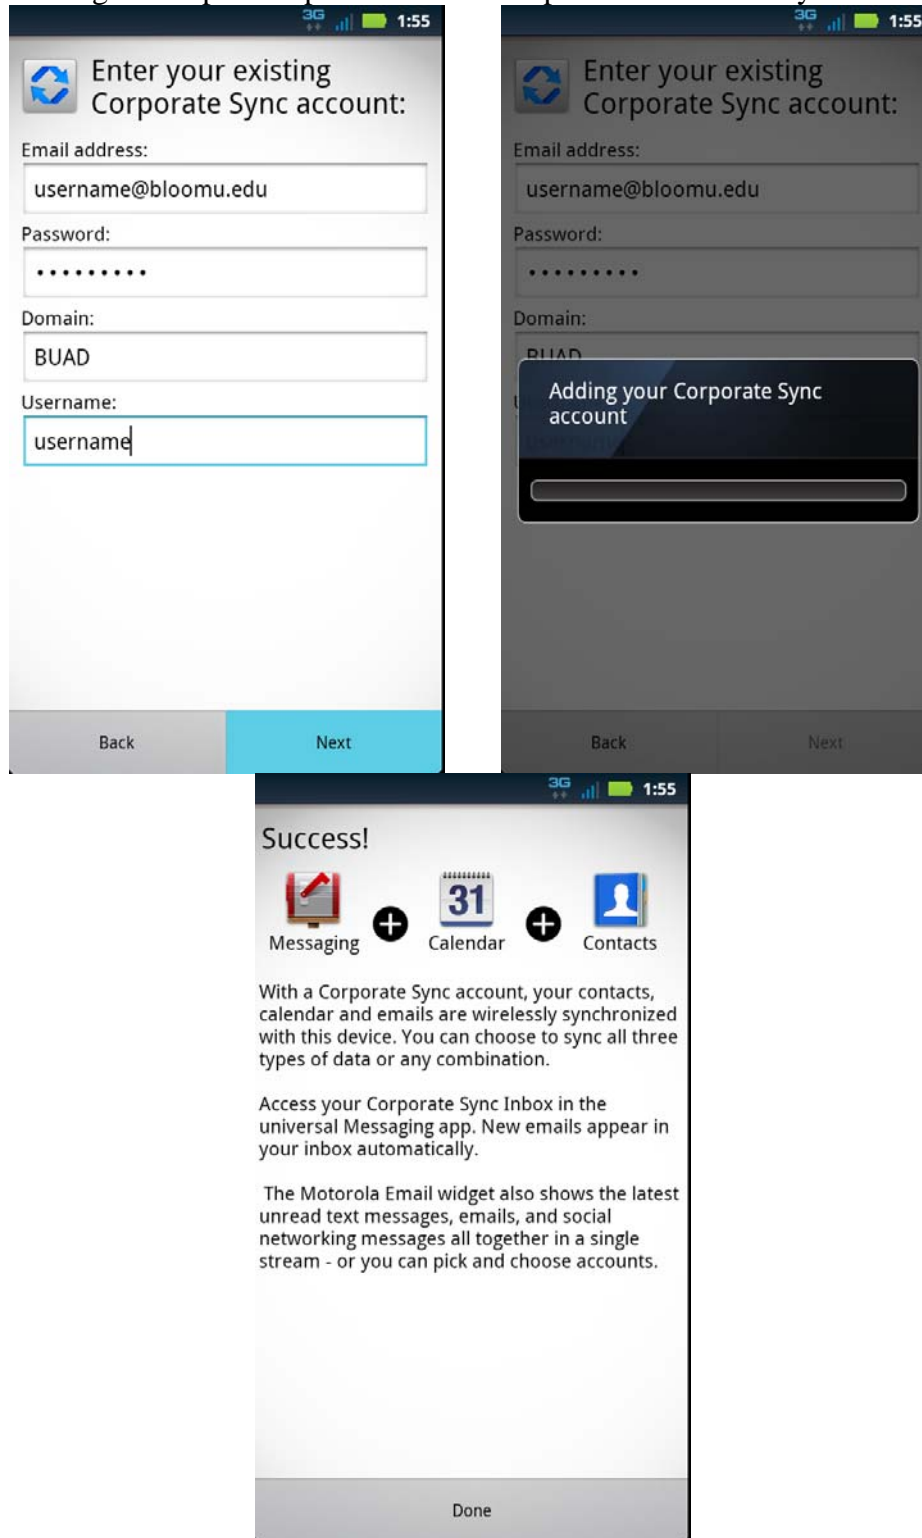 3G 1:55
Enter your existing
Corporate Sync account:
Email address:
username@bloomu.edu
Password:
•••••••••
Domain:
BUAD
Username:
username
Back Next
3G 1:55
Enter your existing
Corporate Sync account:
Email address:
username@bloomu.edu
Password:
•••••••••
Domain:
BUAD
Adding your Corporate Sync
account
Back Next
3G 1:55
Success!
31
Messaging Calendar Contacts
With a Corporate Sync account, your contacts,
calendar and emails are wirelessly synchronized
with this device. You can choose to sync all three
types of data or any combination.
Access your Corporate Sync Inbox in the
universal Messaging app. New emails appear in
your inbox automatically.
The Motorola Email widget also shows the latest
unread text messages, emails, and social
networking messages all together in a single
stream - or you can pick and choose accounts.
Done